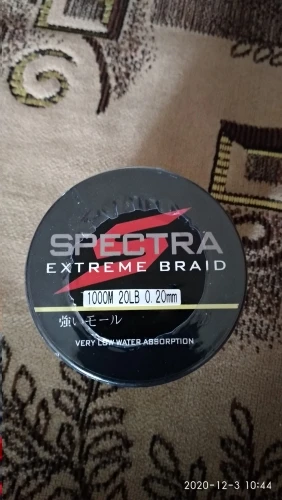 SPECTRA
EXTREME BRAID
1000M 20LB 0.20mm
強いモール
VERY LOW WATER ABSORPTION
2020-12-3 10:44